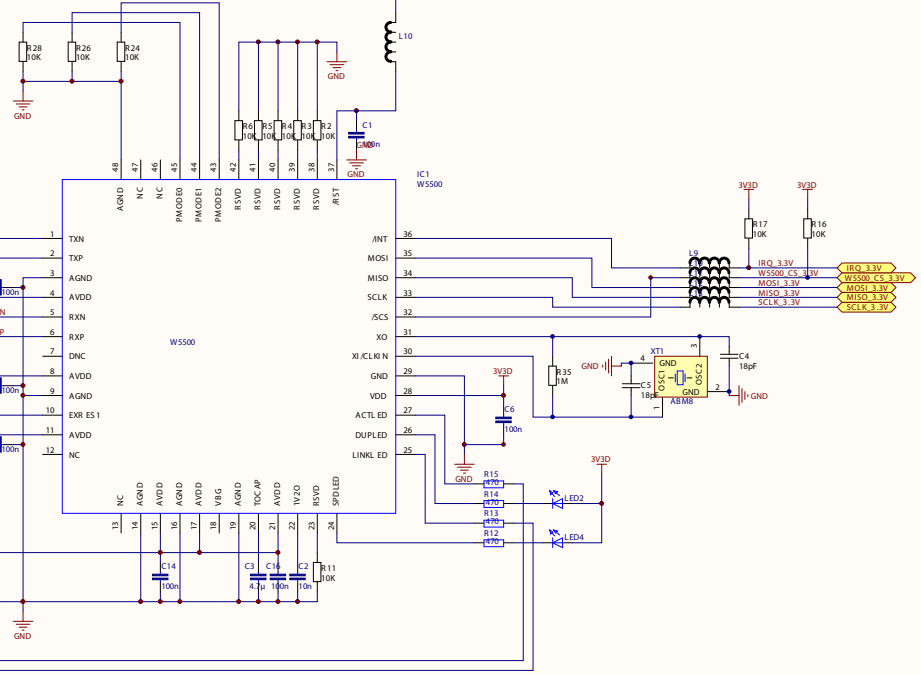 L10
R28
10K
R26
10K
R24
10K
GND
GND
R6
10K
R5
10K
R4
10K
R3
10K
R2
10K
C1
100n
GND
GND
IC1
W5500
48
47
46
45
44
43
42
41
40
39
38
37
AGND
NC
NC
PMODE0
PMODE1
PMODE2
RSVD
RSVD
RSVD
RSVD
RSVD
/RST
3V3D
3V3D
R17
10K
R16
10K
1 TXN
2 TXP
3 AGND
4 AVDD
5 RXN
6 RXP
7 DNC
8 AVDD
9 AGND
10 EXRES1
11 AVDD
12 NC
100n
N
P
100n
100n
W5500
/INT 36
MOSI 35
MISO 34
SCLK 33
/SCS 32
XO 31
XI/CLKIN 30
GND 29
VDD 28
ACTLED 27
DUPLED 26
LINKLED 25
L9
IRQ_3.3V
W5500_CS_3.3V
MOSI_3.3V
MISO_3.3V
SCLK_3.3V
IRQ_3.3V
W5500_CS_3.3V
MOSI_3.3V
MISO_3.3V
SCLK_3.3V
R35
1M
GND
4
XT1
GND
OSC1
OSC2
GND
3
2
1
ABM8
C5
18pF
C4
18pF
GND
3V3D
C6
100n
GND
3V3D
R15
470
R14
470
R13
470
R12
470
LED2
LED4
NC
AGND
AVDD
AGND
AVDD
VBG
AGND
TOCAP
AVDD
1V2O
RSVD
SPDLED
13
14
15
16
17
18
19
20
21
22
23
24
C14
100n
C3
4.7µ
C16
100n
C2
10n
R11
10K
GND